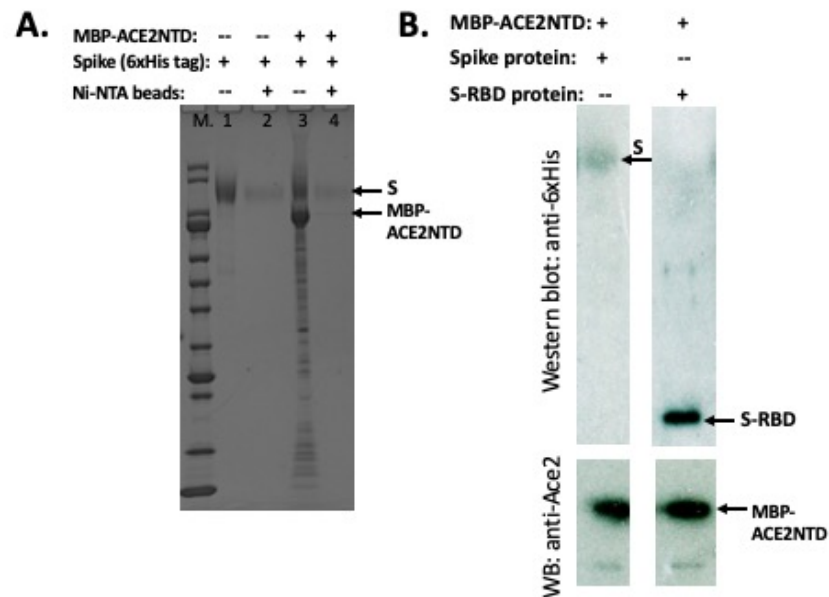 A.
MBP-ACE2NTD: -- -- + +
Spike (6xHis tag): + + + +
Ni-NTA beads: -- + -- +
M. 1 2 3 4
S
MBP-
ACE2NTD
B.
MBP-ACE2NTD: + +
Spike protein: + --
S-RBD protein: -- +
Western blot: anti-6xHis
S
S-RBD
WB: anti-Ace2
MBP-
ACE2NTD